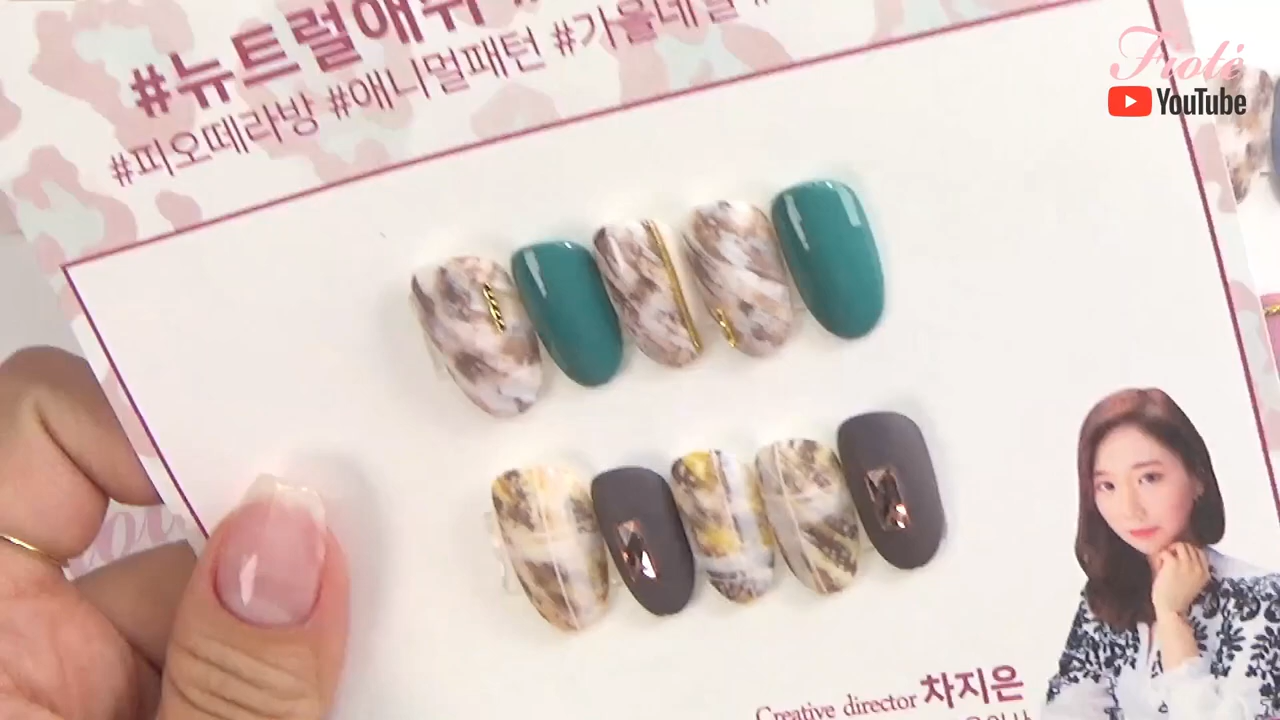 #뉴트럴애쉬
#피오떼라방 #애니멀패턴 #가을네일
Fiotè
YouTube
Creative director 차지은